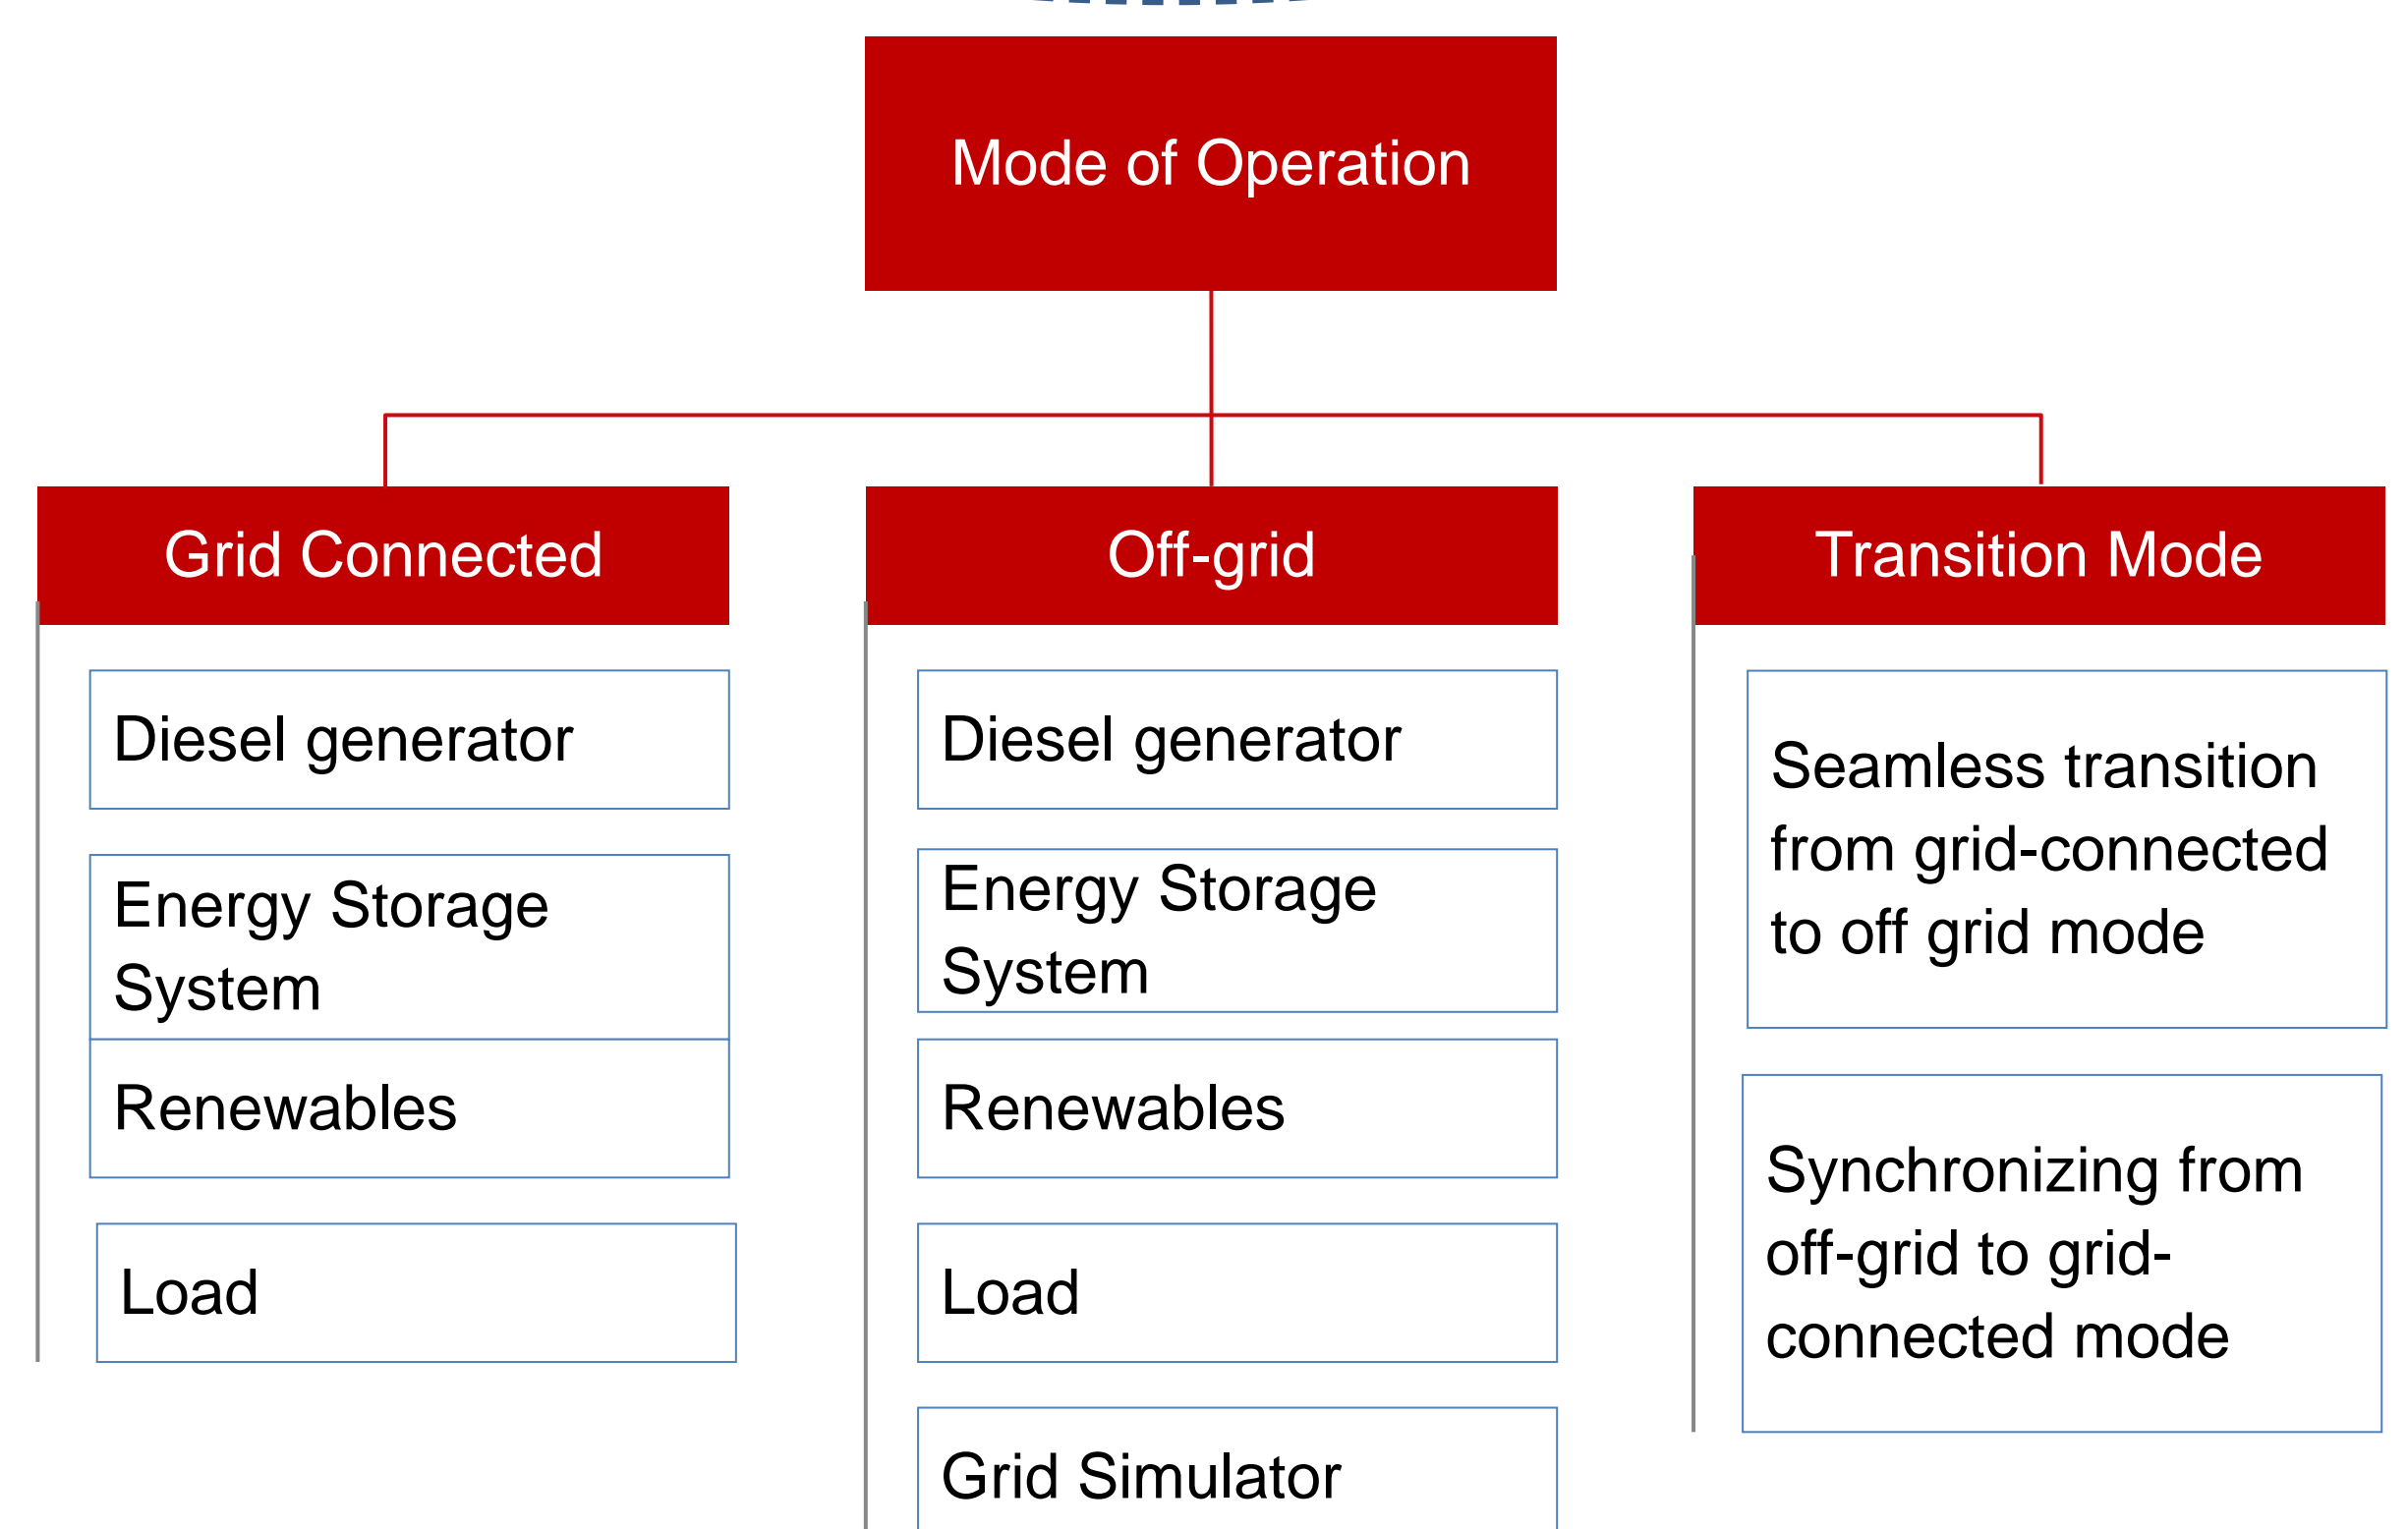 Mode of Operation
Grid Connected
Diesel generator
Energy Storage
System
Renewables
Load
Off-grid
Diesel generator
Energy Storage
System
Renewables
Load
Grid Simulator
Transition Mode
Seamless transition
from grid-connected
to off grid mode
Synchronizing from
off-grid to grid-
connected mode